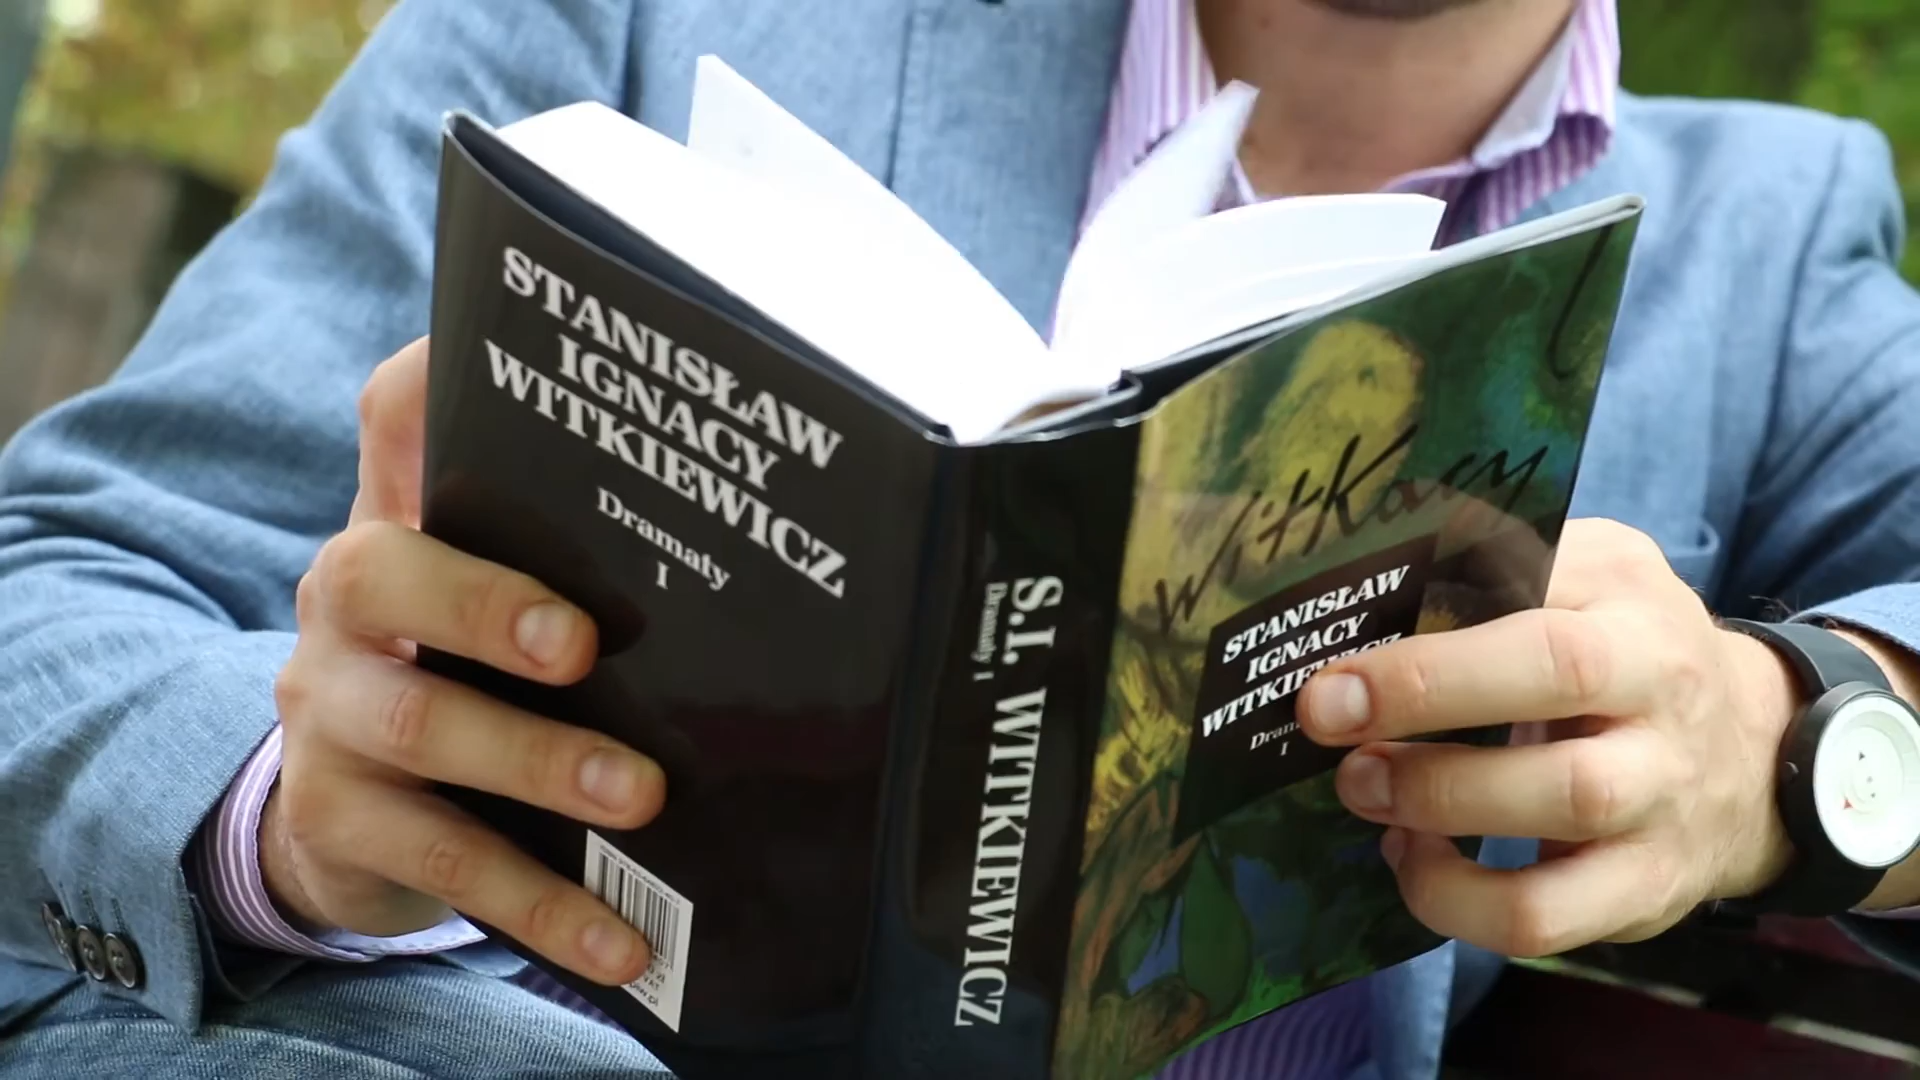 STANISŁAW
IGNACY
WITKIEWICZ
Dramaty
I
S.I. WITKIEWICZ
Dramaty I
Witkacy
STANISŁAW
IGNACY
WITKIEWICZ
I